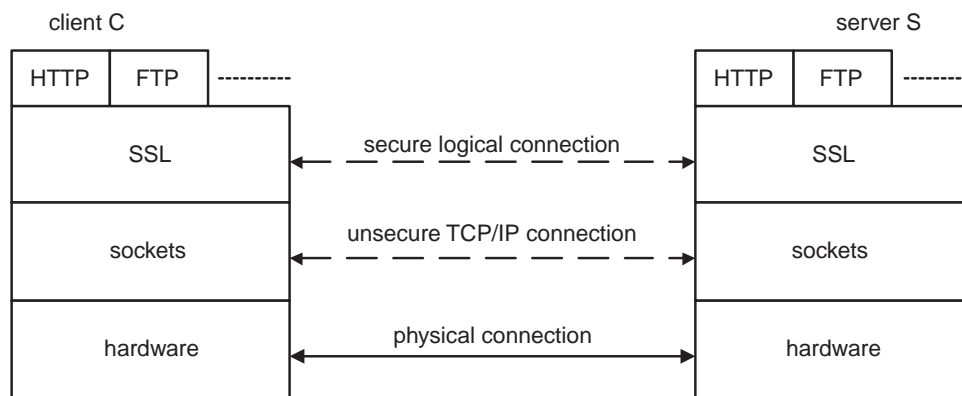 client C server S
HTTP FTP HTTP FTP
SSL secure logical connection SSL
sockets unsecure TCP/IP connection sockets
hardware physical connection hardware